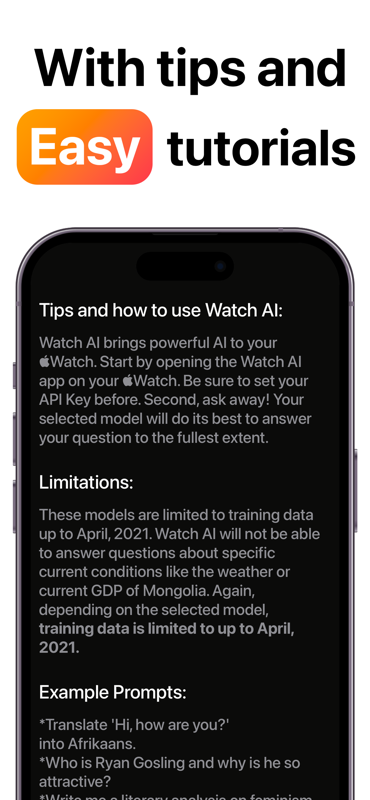 With tips and
Easy tutorials
Tips and how to use Watch AI:
Watch AI brings powerful AI to your
Watch. Start by opening the Watch AI
app on your Watch. Be sure to set your
API Key before. Second, ask away! Your
selected model will do its best to answer
your question to the fullest extent.
Limitations:
These models are limited to training data
up to April, 2021. Watch AI will not be able
to answer questions about specific
current conditions like the weather or
current GDP of Mongolia. Again,
depending on the selected model,
training data is limited to up to April,
2021.
Example Prompts:
*Translate 'Hi, how are you?'
into Afrikaans.
*Who is Ryan Gosling and why is he so
attractive?
*Write me a literary analysis on feminism